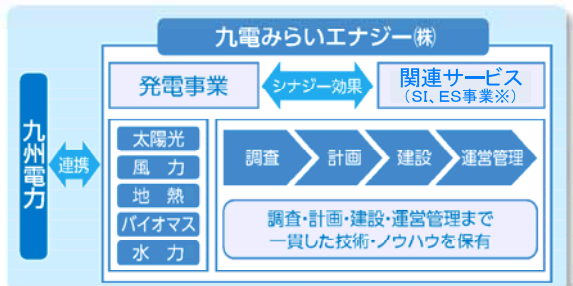 九電みらいエナジー㈱
九州電力
連携
発電事業
シナジー効果
関連サービス
（SI、ES事業※）
太陽光
風 力
地 熱
バイオマス
水 力
調査
計画
建設
運営管理
調査・計画・建設・運営管理まで
一貫した技術・ノウハウを保有